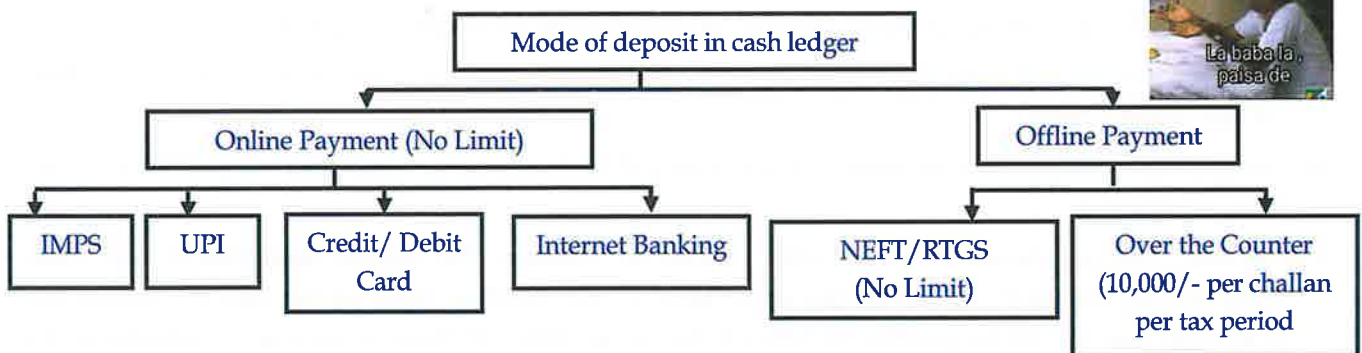 Mode of deposit in cash ledger
La baba la,
paisa de
Online Payment (No Limit)
Offline Payment
IMPS
UPI
Credit/ Debit
Card
Internet Banking
NEFT/RTGS
(No Limit)
Over the Counter
(10,000/- per challan
per tax period